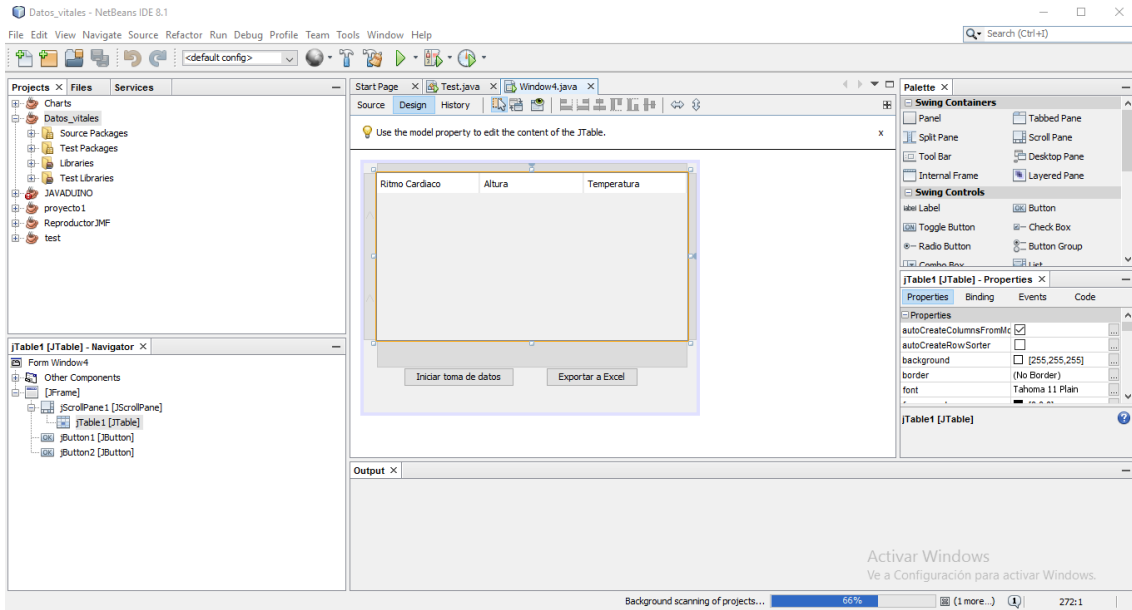 Datos_vitales - NetBeans IDE 8.1
File Edit View Navigate Source Refactor Run Debug Profile Team Tools Window Help
Search (Ctrl+I)
<default config>
Projects Files Services
Charts
Datos_vitales
Source Packages
Test Packages
Libraries
Test Libraries
JAVADUINO
proyecto1
ReproductorJMF
test
jTable1 [JTable] - Navigator
Form Window4
Other Components
[JFrame]
jScrollPane1 [JScrollPane]
jTable1 [JTable]
jButton1 [JButton]
jButton2 [JButton]
Start Page Test.java Window4.java
Source Design History
Use the model property to edit the content of the JTable.
x
Ritmo Cardiaco Altura Temperatura
Iniciar toma de datos Exportar a Excel
Output
Palette
Swing Containers
Panel Tabbed Pane
Split Pane Scroll Pane
Tool Bar Desktop Pane
Internal Frame Layered Pane
Swing Controls
label Label OK Button
ON Toggle Button Check Box
Radio Button Button Group
Combo Box List
jTable1 [JTable] - Properties
Properties Binding Events Code
Properties
autoCreateColumnsFromMo
autoCreateRowSorter
background [255,255,255]
border (No Border)
font Tahoma 11 Plain
jTable1 [JTable]
Activar Windows
Ve a Configuración para activar Windows.
Background scanning of projects... 66% (1 more...) 272:1